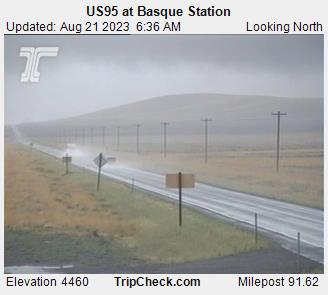 US95 at Basque Station
Updated: Aug 21 2023 6:36 AM Looking North
Elevation 4460 TripCheck.com Milepost 91.62